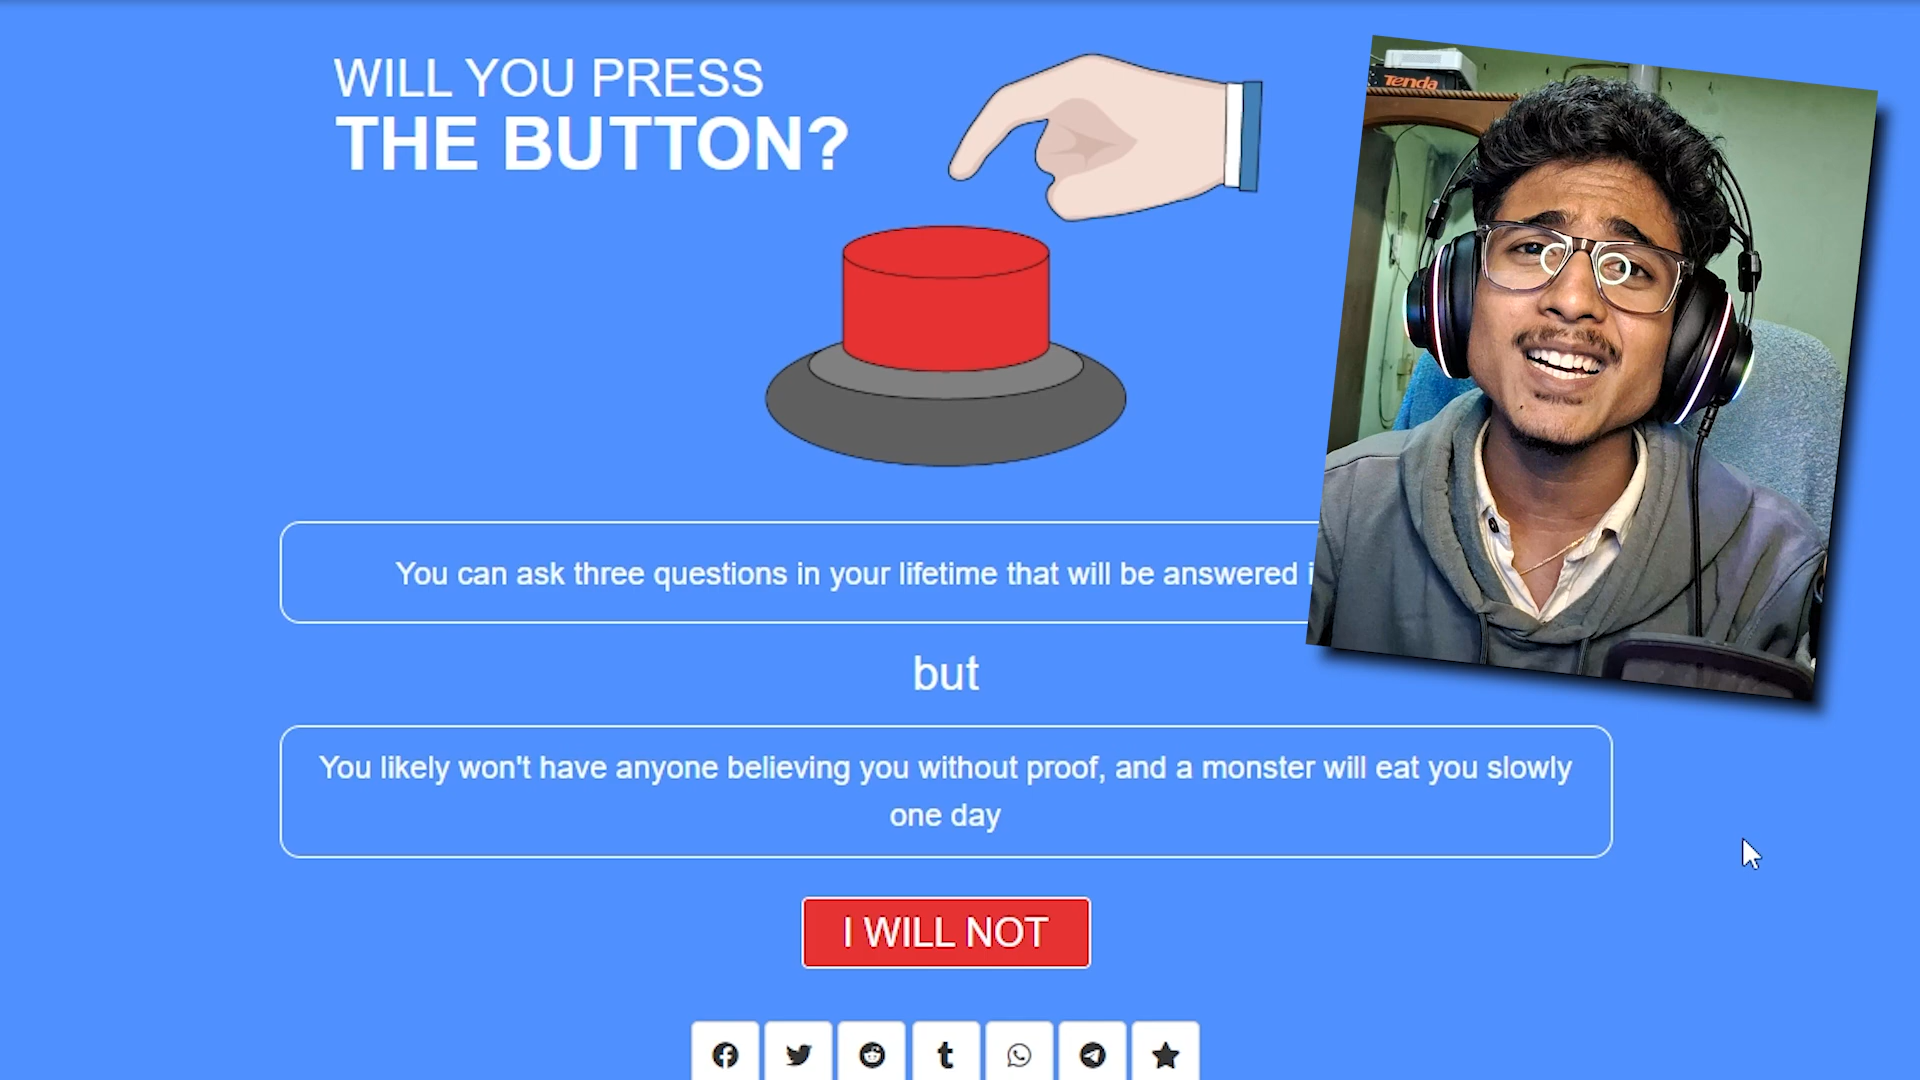 WILL YOU PRESS
THE BUTTON?
Tenda
You can ask three questions in your lifetime that will be answered
but
You likely won't have anyone believing you without proof, and a monster will eat you slowly
one day
I WILL NOT